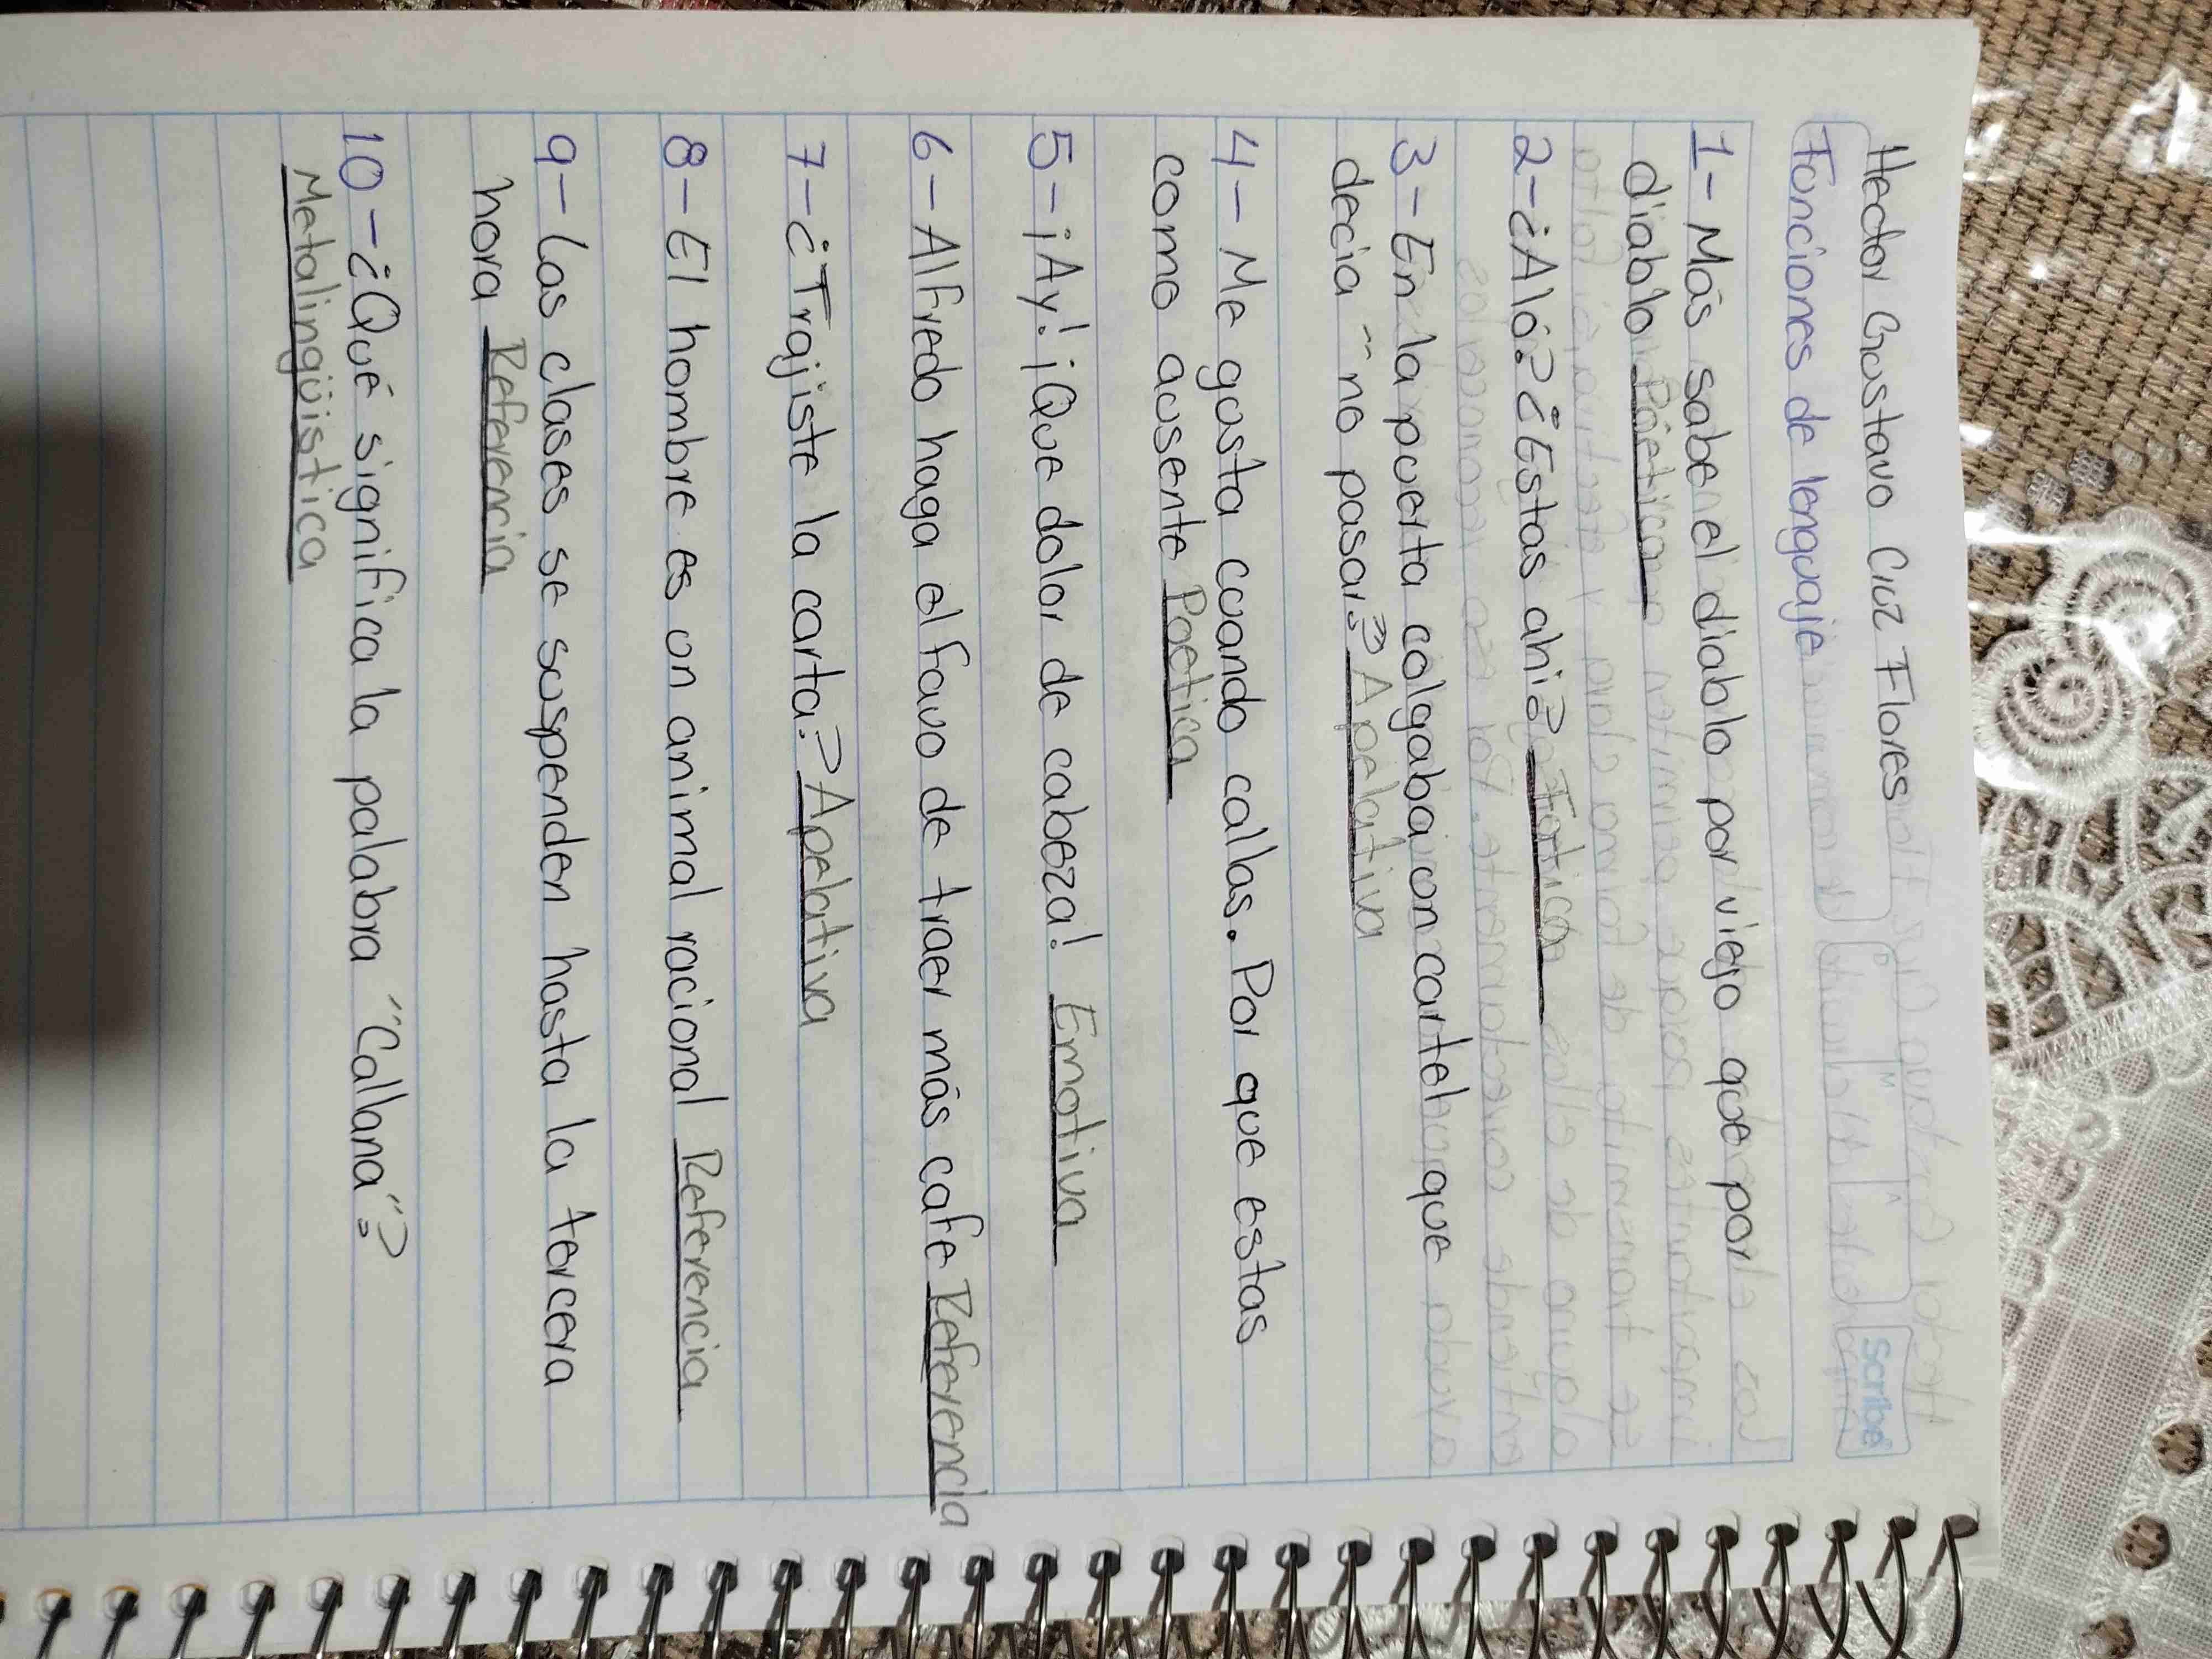 Hector Gustavo Cruz Flores
Scribe
Funciones de lenguaje
1- Más sabe el diablo por viejo que por
diablo Póetica
2- ¿Aló? ¿Estas ahi? Fatica
3- En la puerta colgaba un cartel que
decia "no pasar" Apelativa
4- Me gusta cuando callas. Por que estas
como ausente Poetica
5- ¡Ay! ¡Que dolor de cabeza! Emotiva
6- Alfredo haga el favo de traer más cafe Referencia
7- ¿Trajiste la carta? Apelativa
8- El hombre es un animal racional Referencia
9- Las clases se suspenden hasta la tercera
hora Referencia
10- ¿Qué significa la palabra "Callana"?
Metalingüistica